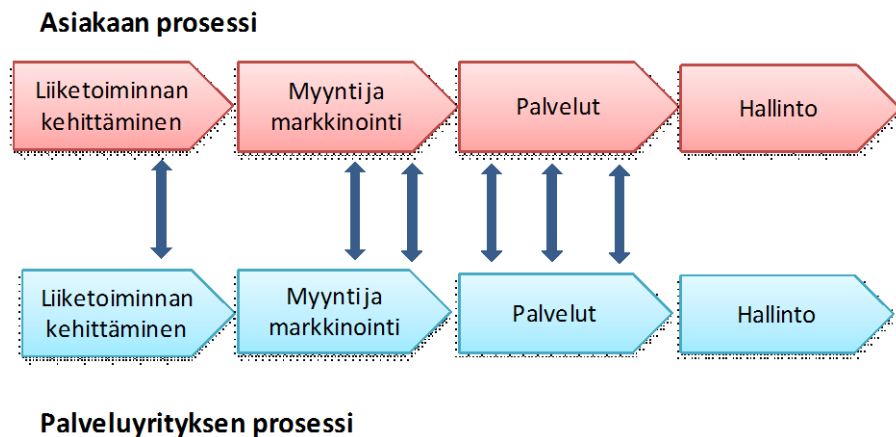 Asiakaan prosessi
Liiketoiminnan
kehittäminen
Myynti ja
markkinointi
Palvelut
Hallinto
Liiketoiminnan
kehittäminen
Myynti ja
markkinointi
Palvelut
Hallinto
Palveluyrityksen prosessi